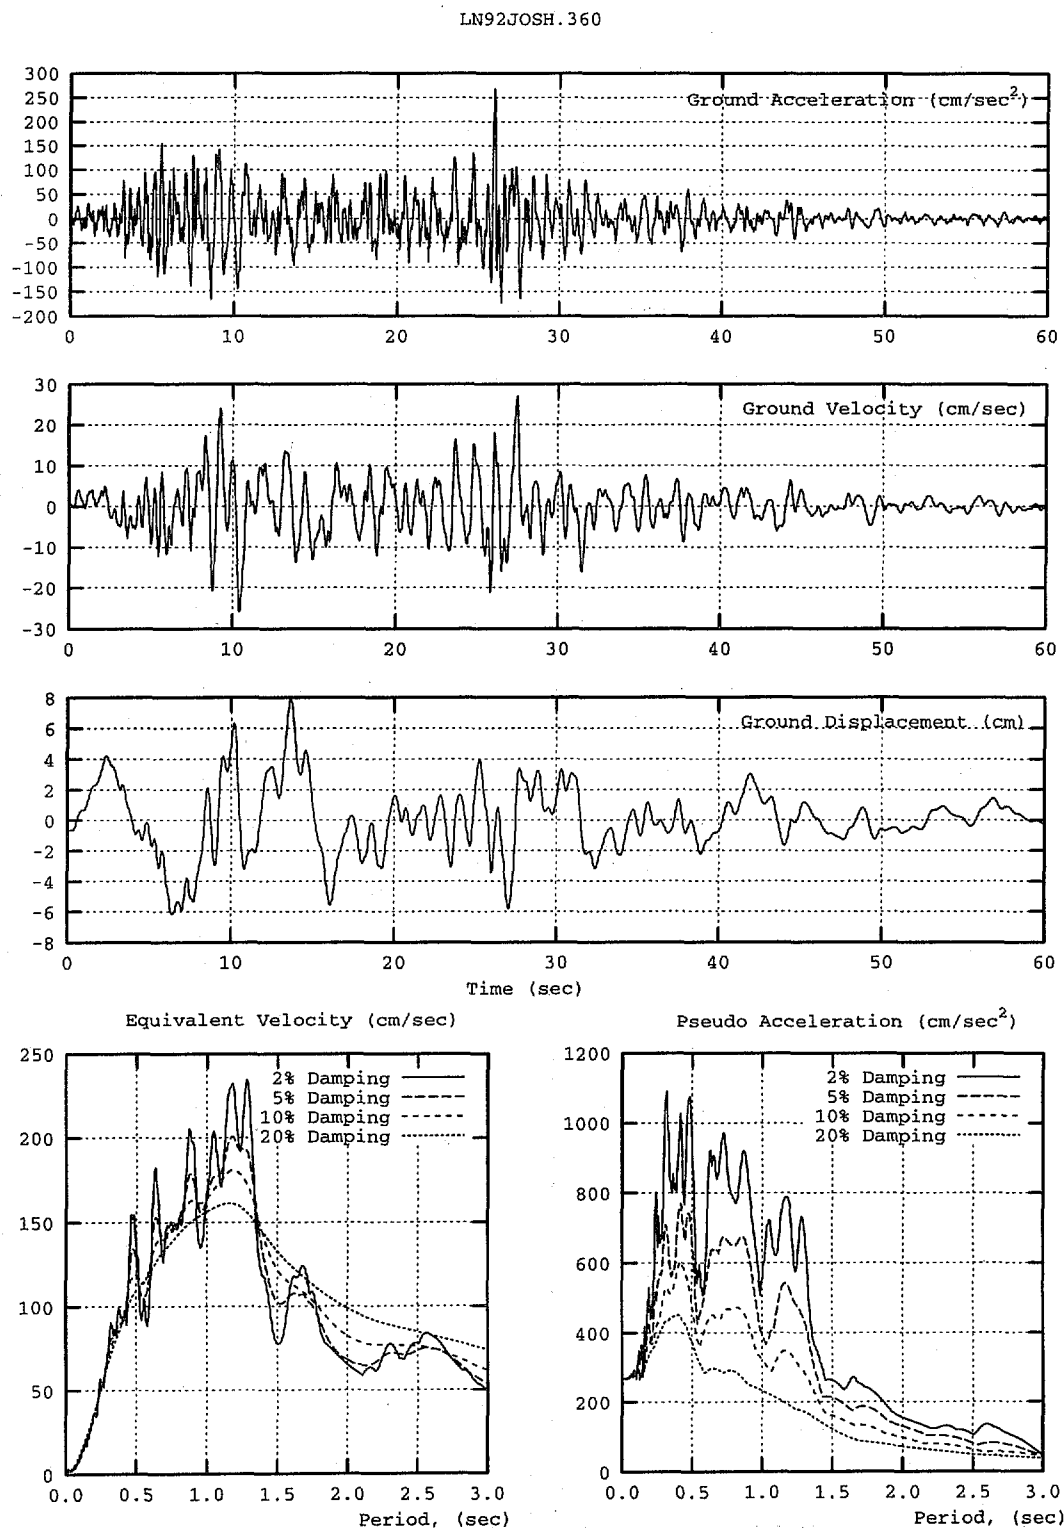 LN92JOSH.360
Ground Acceleration (cm/sec²)
300
250
200
150
100
50
0
-50
-100
-150
-200
0 10 20 30 40 50 60
Ground Velocity (cm/sec)
30
20
10
0
-10
-20
-30
0 10 20 30 40 50 60
Ground Displacement (cm)
8
6
4
2
0
-2
-4
-6
-8
0 10 20 30 40 50 60
Time (sec)
Equivalent Velocity (cm/sec)
250
200
150
100
50
0
2% Damping
5% Damping
10% Damping
20% Damping
0.0 0.5 1.0 1.5 2.0 2.5 3.0
Period, (sec)
Pseudo Acceleration (cm/sec²)
1200
1000
800
600
400
200
0
2% Damping
5% Damping
10% Damping
20% Damping
0.0 0.5 1.0 1.5 2.0 2.5 3.0
Period, (sec)